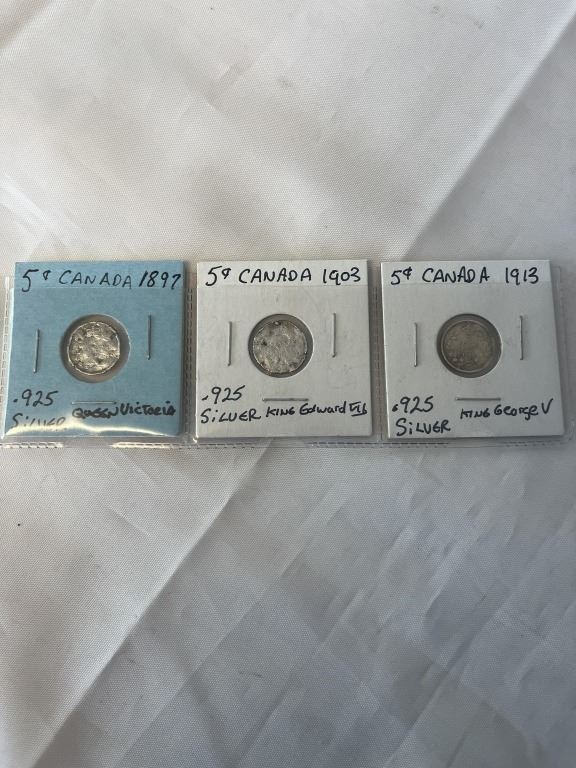 5¢ CANADA 1897
.925
SiLVER
QUEEN VICTORIA
5¢ CANADA 1903
.925
SiLVER KING Edward VII
5¢ CANADA 1913
.925
SiLVER
KING GEORGE V